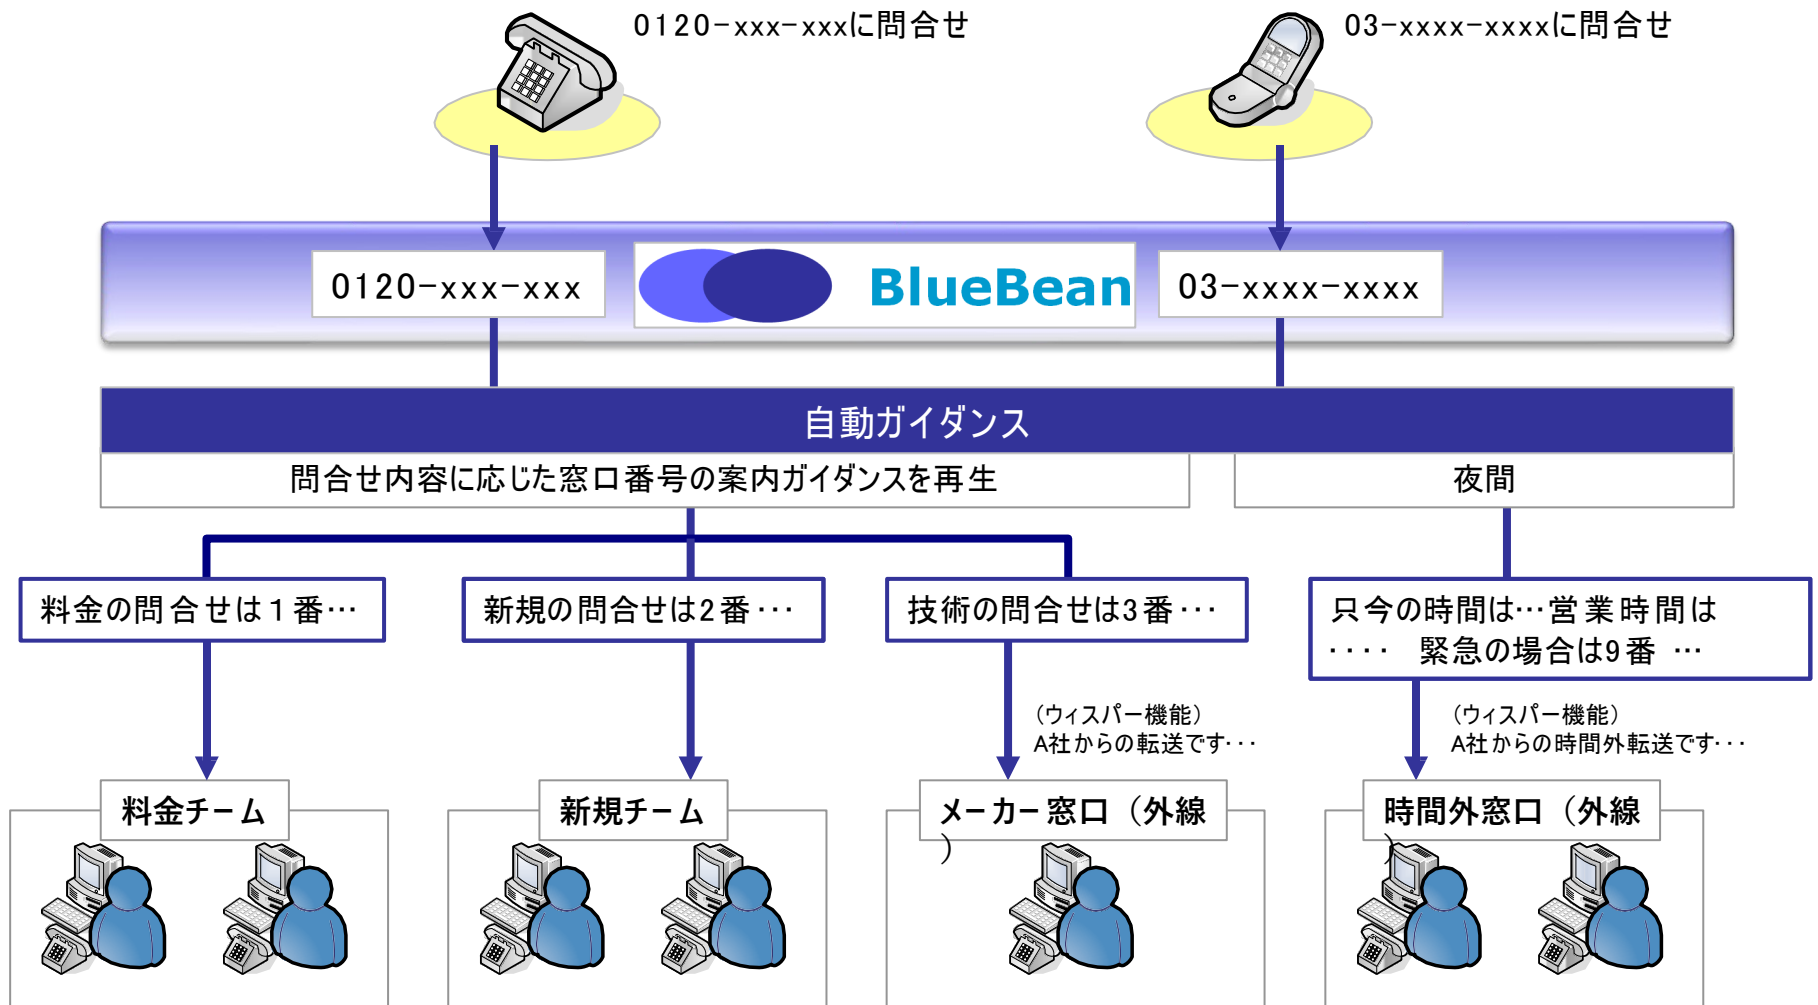 0120-xxx-xxxに問合せ
03-xxxx-xxxxに問合せ
0120-xxx-xxx
BlueBean
03-xxxx-xxxx
自動ガイダンス
問合せ内容に応じた窓口番号の案内ガイダンスを再生
夜間
料金の問合せは１番…
新規の問合せは2番･･･
技術の問合せは3番･･･
只今の時間は…営業時間は
････ 緊急の場合は9番 …
（ウィスパー機能）
A社からの転送です･･･
（ウィスパー機能）
A社からの時間外転送です･･･
料金チーム
新規チーム
メーカー窓口（外線
）
時間外窓口（外線
）